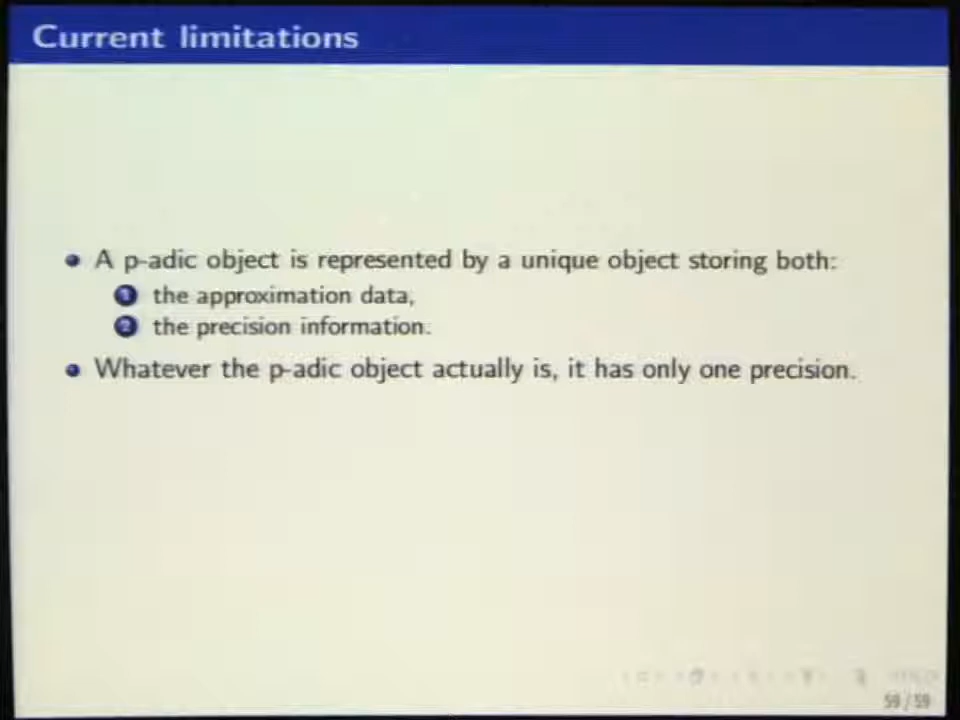 Current limitations
A p-adic object is represented by a unique object storing both:
1 the approximation data,
2 the precision information.
Whatever the p-adic object actually is, it has only one precision.
59 / 59